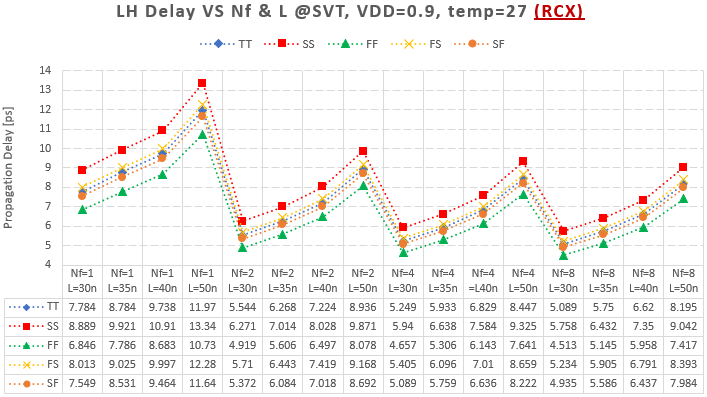 LH Delay VS Nf & L @SVT, VDD=0.9, temp=27 (RCX)
TT SS FF FS SF
Propagation Delay [ps]
14
13
12
11
10
9
8
7
6
5
4
Nf=1 Nf=1 Nf=1 Nf=1 Nf=2 Nf=2 Nf=2 Nf=2 Nf=4 Nf=4 Nf=4 Nf=4 Nf=8 Nf=8 Nf=8 Nf=8
L=30n L=35n L=40n L=50n L=30n L=35n L=40n L=50n L=30n L=35n =L40n L=50n L=30n L=35n L=40n L=50n
TT 7.784 8.784 9.738 11.97 5.544 6.268 7.224 8.936 5.249 5.933 6.829 8.447 5.089 5.75 6.62 8.195
SS 8.889 9.921 10.91 13.34 6.271 7.014 8.028 9.871 5.94 6.638 7.584 9.325 5.758 6.432 7.35 9.042
FF 6.846 7.786 8.683 10.73 4.919 5.606 6.497 8.078 4.657 5.306 6.143 7.641 4.513 5.145 5.958 7.417
FS 8.013 9.025 9.997 12.28 5.71 6.443 7.419 9.168 5.405 6.096 7.01 8.659 5.234 5.905 6.791 8.393
SF 7.549 8.531 9.464 11.64 5.372 6.084 7.018 8.692 5.089 5.759 6.636 8.222 4.935 5.586 6.437 7.984